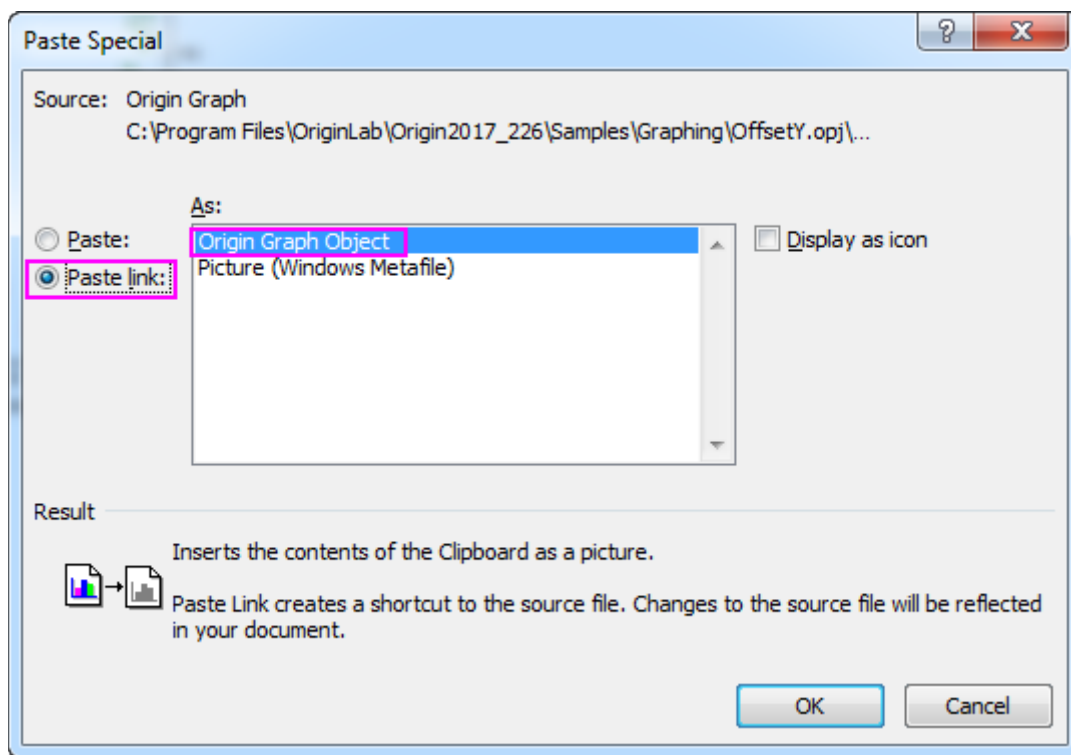 Paste Special
Source: Origin Graph
C:\Program Files\OriginLab\Origin2017_226\Samples\Graphing\OffsetY.opj\...
As:
Paste:
Origin Graph Object
Display as icon
Paste link:
Picture (Windows Metafile)
Result
Inserts the contents of the Clipboard as a picture.
Paste Link creates a shortcut to the source file. Changes to the source file will be reflected
in your document.
OK
Cancel